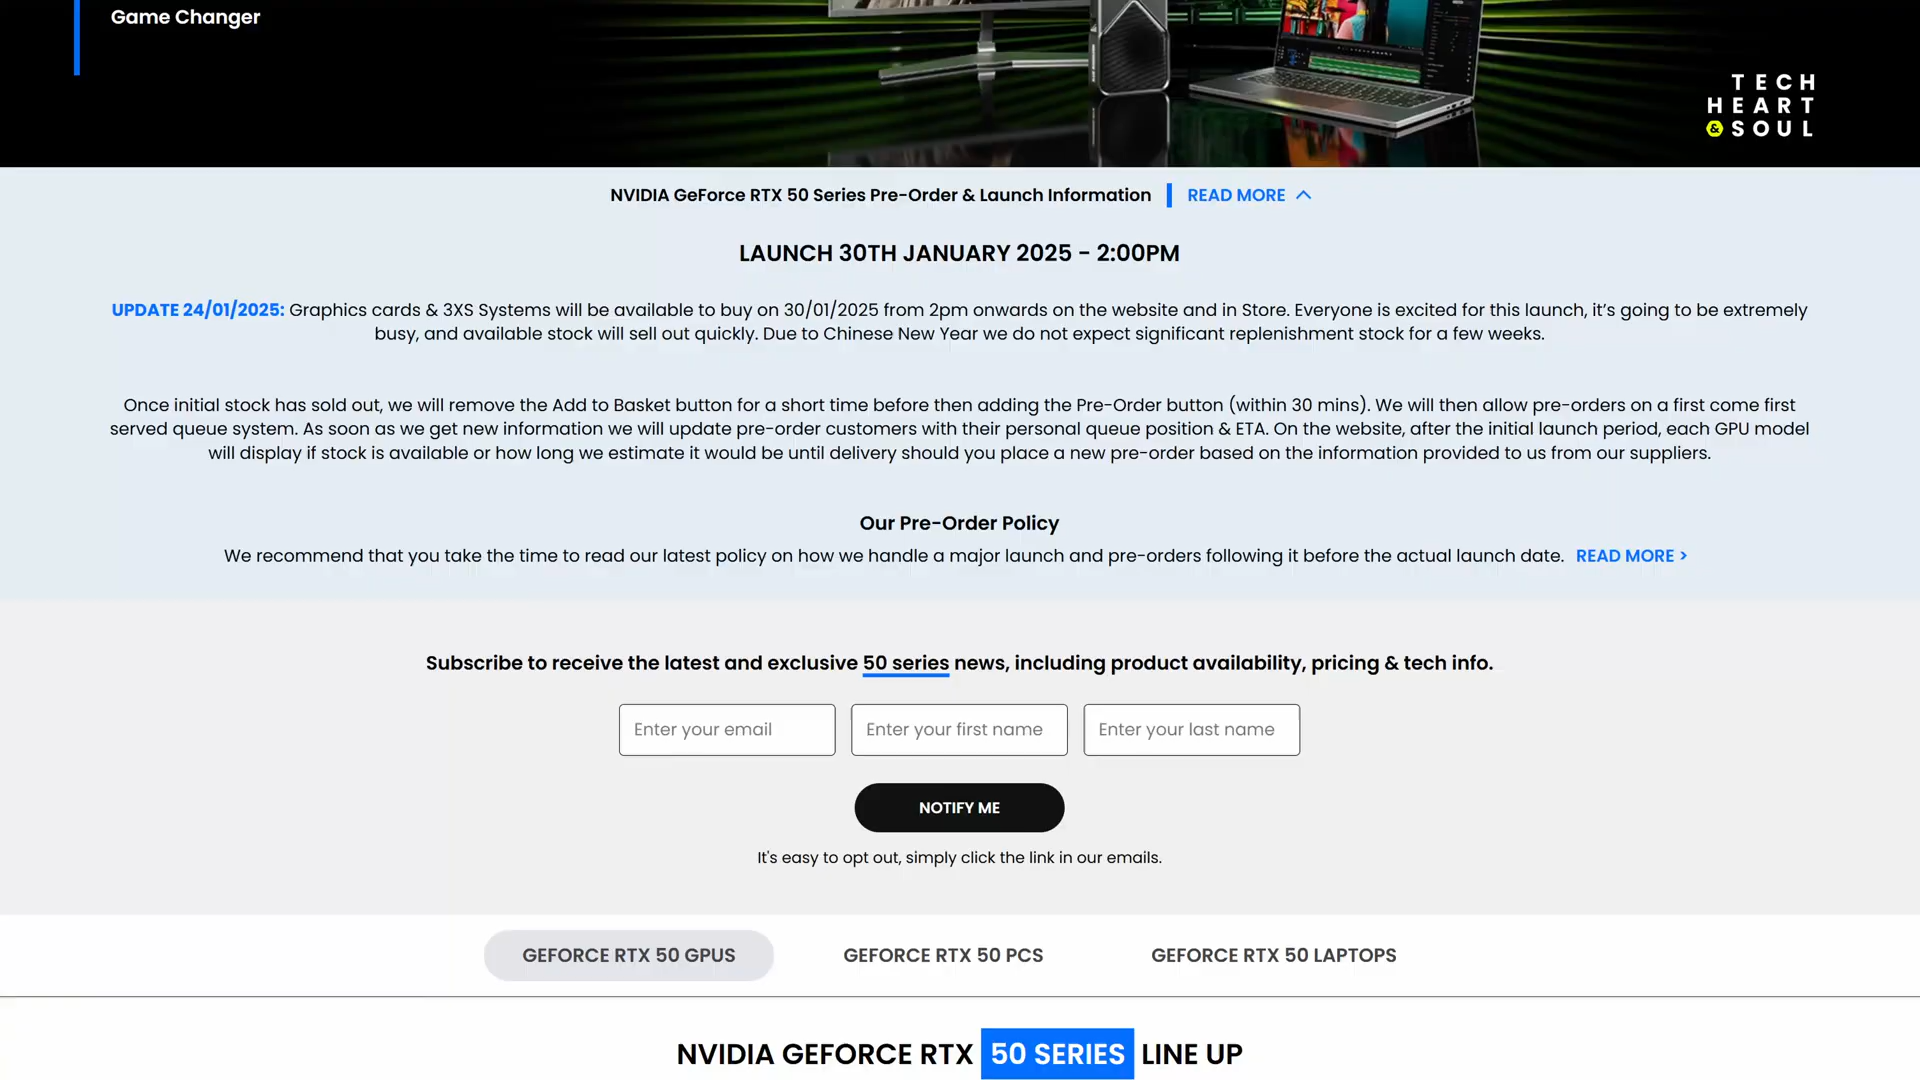 Game Changer
TECH
HEART
& SOUL
NVIDIA GeForce RTX 50 Series Pre-Order & Launch Information
READ MORE
LAUNCH 30TH JANUARY 2025 - 2:00PM
UPDATE 24/01/2025: Graphics cards & 3XS Systems will be available to buy on 30/01/2025 from 2pm onwards on the website and in Store. Everyone is excited for this launch, it’s going to be extremely
busy, and available stock will sell out quickly. Due to Chinese New Year we do not expect significant replenishment stock for a few weeks.
Once initial stock has sold out, we will remove the Add to Basket button for a short time before then adding the Pre-Order button (within 30 mins). We will then allow pre-orders on a first come first
served queue system. As soon as we get new information we will update pre-order customers with their personal queue position & ETA. On the website, after the initial launch period, each GPU model
will display if stock is available or how long we estimate it would be until delivery should you place a new pre-order based on the information provided to us from our suppliers.
Our Pre-Order Policy
We recommend that you take the time to read our latest policy on how we handle a major launch and pre-orders following it before the actual launch date. READ MORE >
Subscribe to receive the latest and exclusive 50 series news, including product availability, pricing & tech info.
Enter your email
Enter your first name
Enter your last name
NOTIFY ME
It's easy to opt out, simply click the link in our emails.
GEFORCE RTX 50 GPUS
GEFORCE RTX 50 PCS
GEFORCE RTX 50 LAPTOPS
NVIDIA GEFORCE RTX 50 SERIES LINE UP